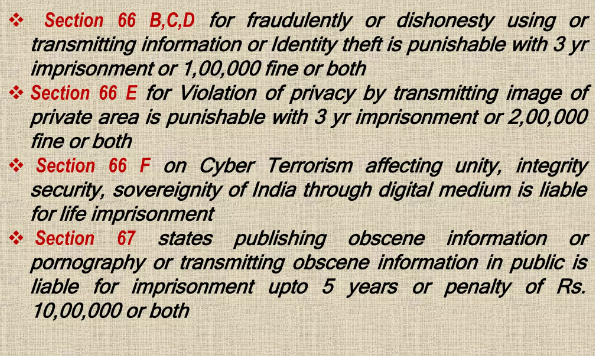 ❖ Section 66 B,C,D for fraudulently or dishonesty using or
transmitting information or Identity theft is punishable with 3 yr
imprisonment or 1,00,000 fine or both
❖ Section 66 E for Violation of privacy by transmitting image of
private area is punishable with 3 yr imprisonment or 2,00,000
fine or both
❖ Section 66 F on Cyber Terrorism affecting unity, integrity
security, sovereignity of India through digital medium is liable
for life imprisonment
❖ Section 67 states publishing obscene information or
pornography or transmitting obscene information in public is
liable for imprisonment upto 5 years or penalty of Rs.
10,00,000 or both